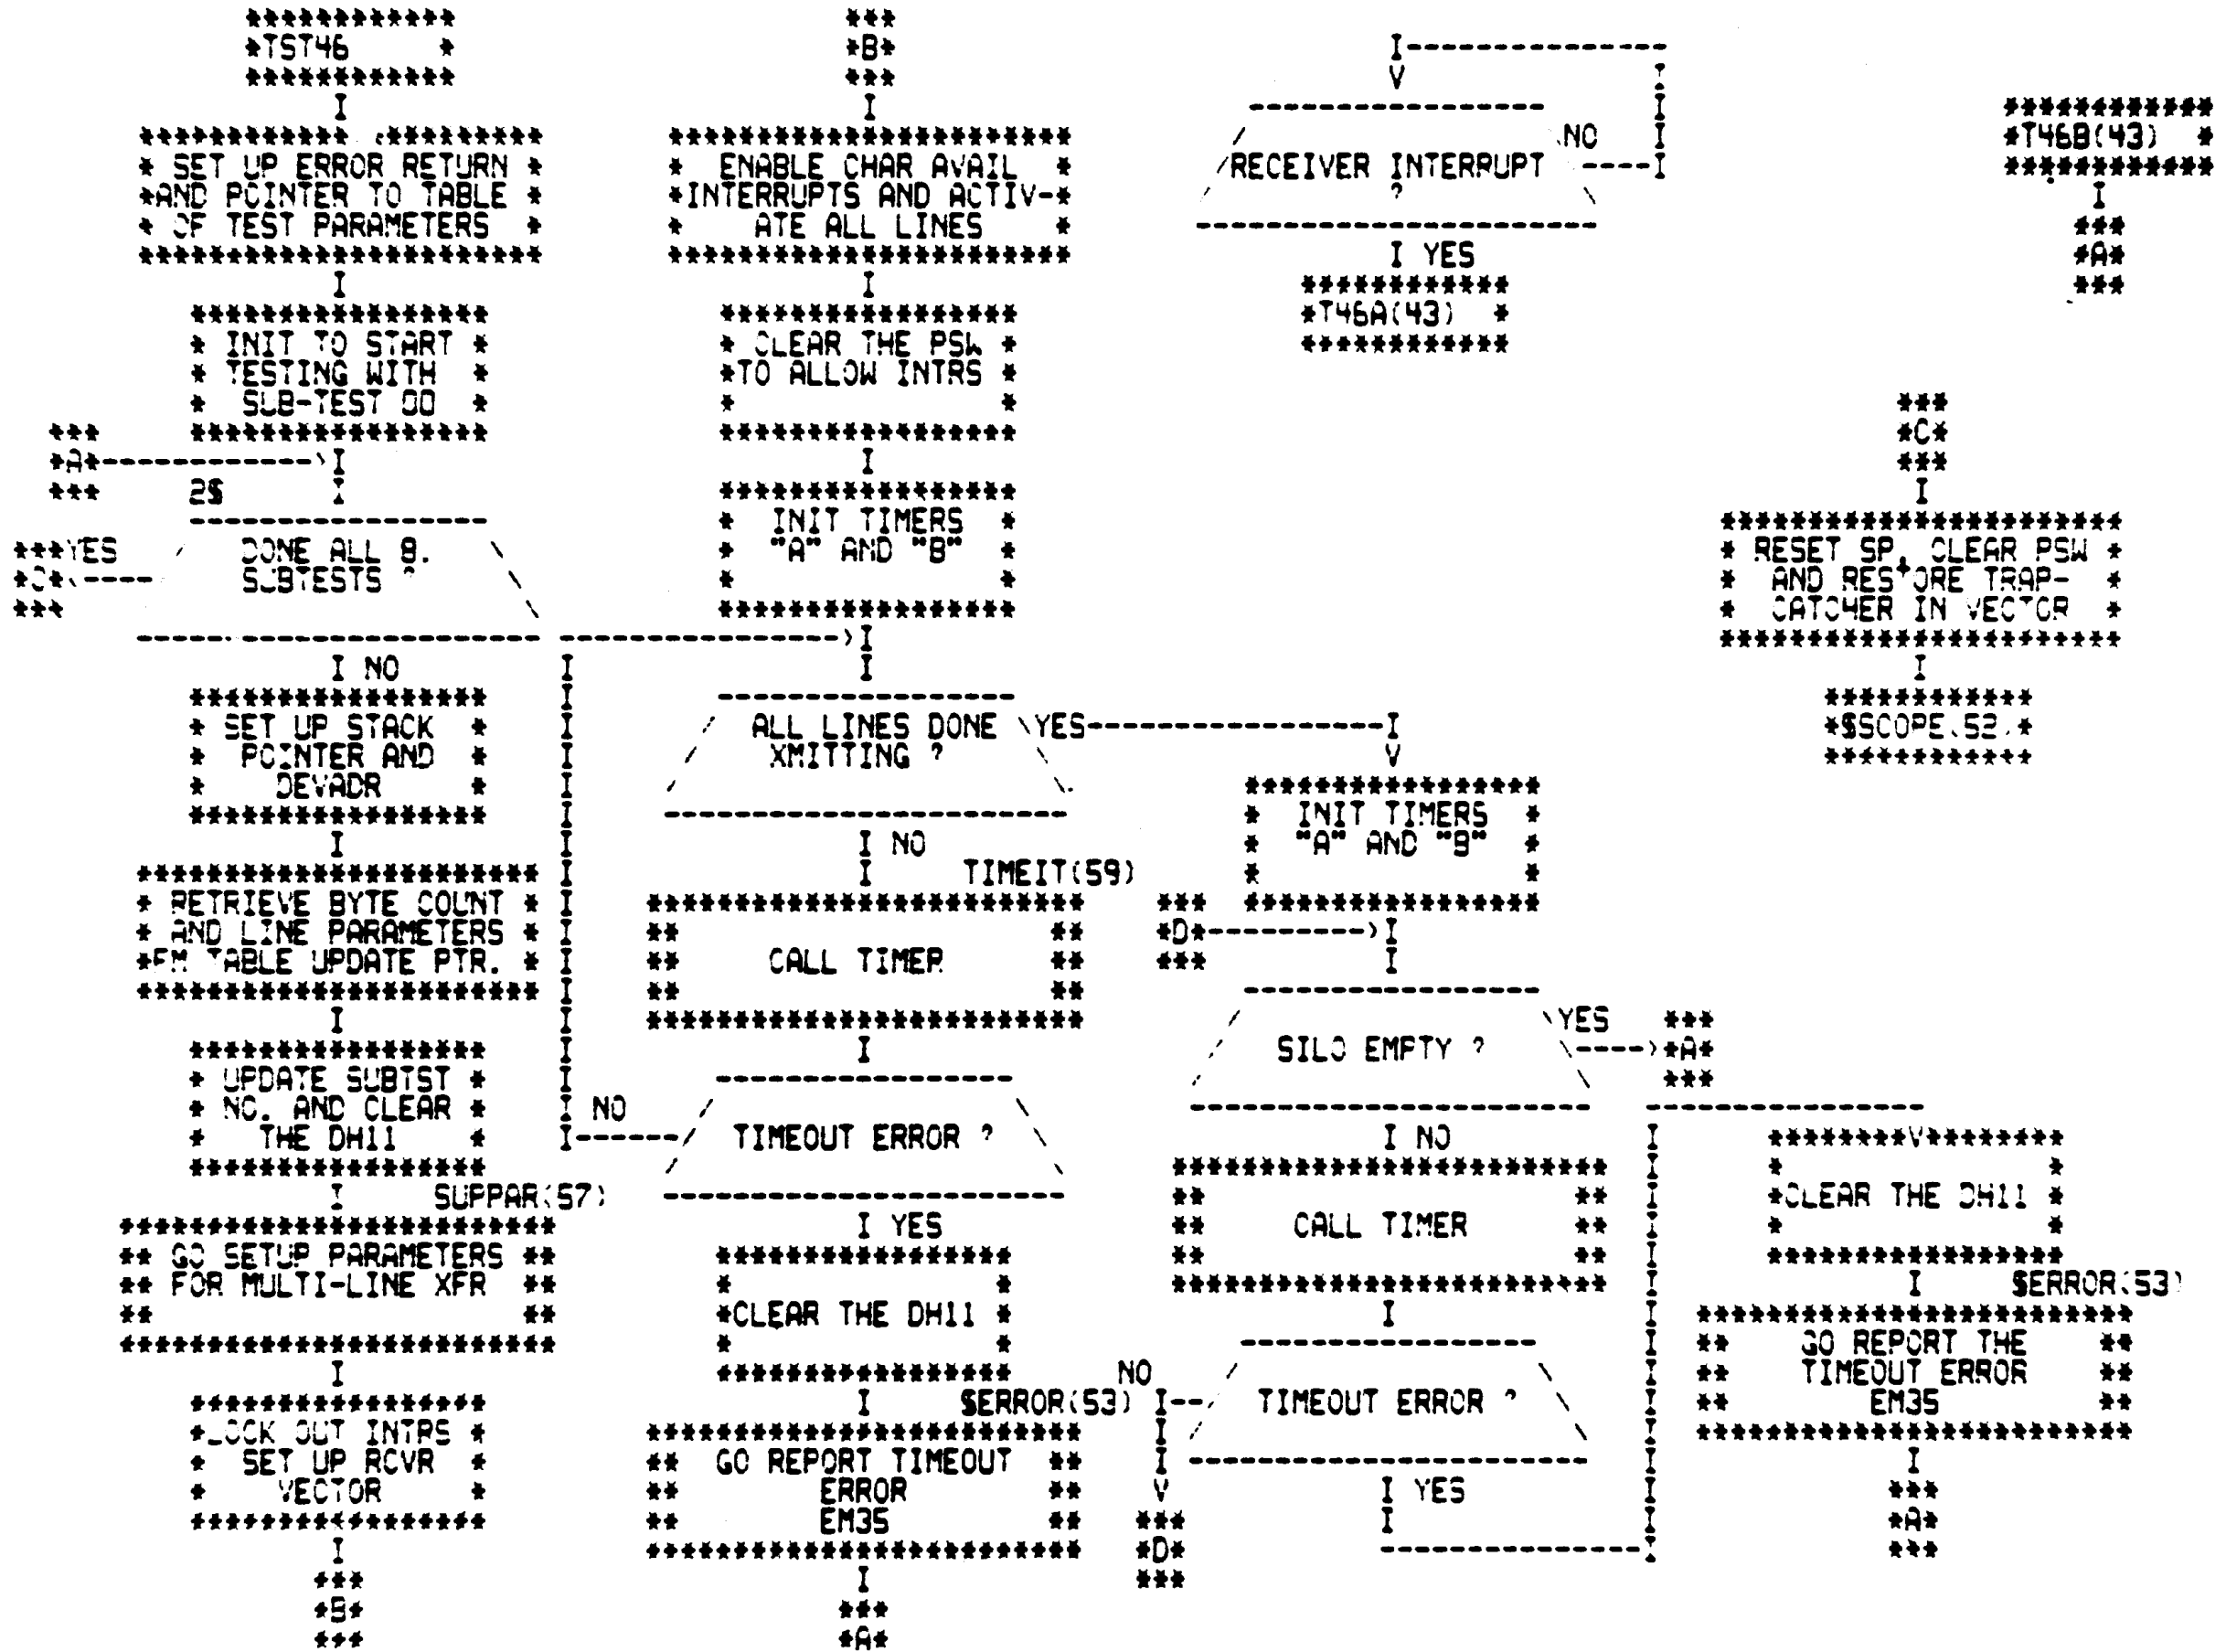 TST46
SET UP ERROR RETURN
AND POINTER TO TABLE
OF TEST PARAMETERS
INIT TO START
TESTING WITH
SUB-TEST 00
A
2$
DONE ALL 8.
SUBTESTS ?
YES
C
NO
SET UP STACK
POINTER AND
DEVADR
RETRIEVE BYTE COUNT
AND LINE PARAMETERS
FM TABLE UPDATE PTR.
UPDATE SUBTST
NO. AND CLEAR
THE DH11
SUPPAR(57)
GO SETUP PARAMETERS
FOR MULTI-LINE XFR
LOCK OUT INTRS
SET UP RCVR
VECTOR
B
B
ENABLE CHAR AVAIL
INTERRUPTS AND ACTIV-
ATE ALL LINES
CLEAR THE PSW
TO ALLOW INTRS
INIT TIMERS
"A" AND "B"
ALL LINES DONE
XMITTING ?
YES
NO
TIMEIT(59)
CALL TIMER
TIMEOUT ERROR ?
NO
YES
CLEAR THE DH11
$ERROR(53)
GO REPORT TIMEOUT
ERROR
EM35
A
RECEIVER INTERRUPT
?
NO
YES
T46A(43)
INIT TIMERS
"A" AND "B"
D
SILO EMPTY ?
YES
A
NO
CALL TIMER
TIMEOUT ERROR ?
NO
D
YES
T46B(43)
A
C
RESET SP, CLEAR PSW
AND RESTORE TRAP-
CATCHER IN VECTOR
$SCOPE(52)
CLEAR THE DH11
$ERROR(53)
GO REPORT THE
TIMEOUT ERROR
EM35
A